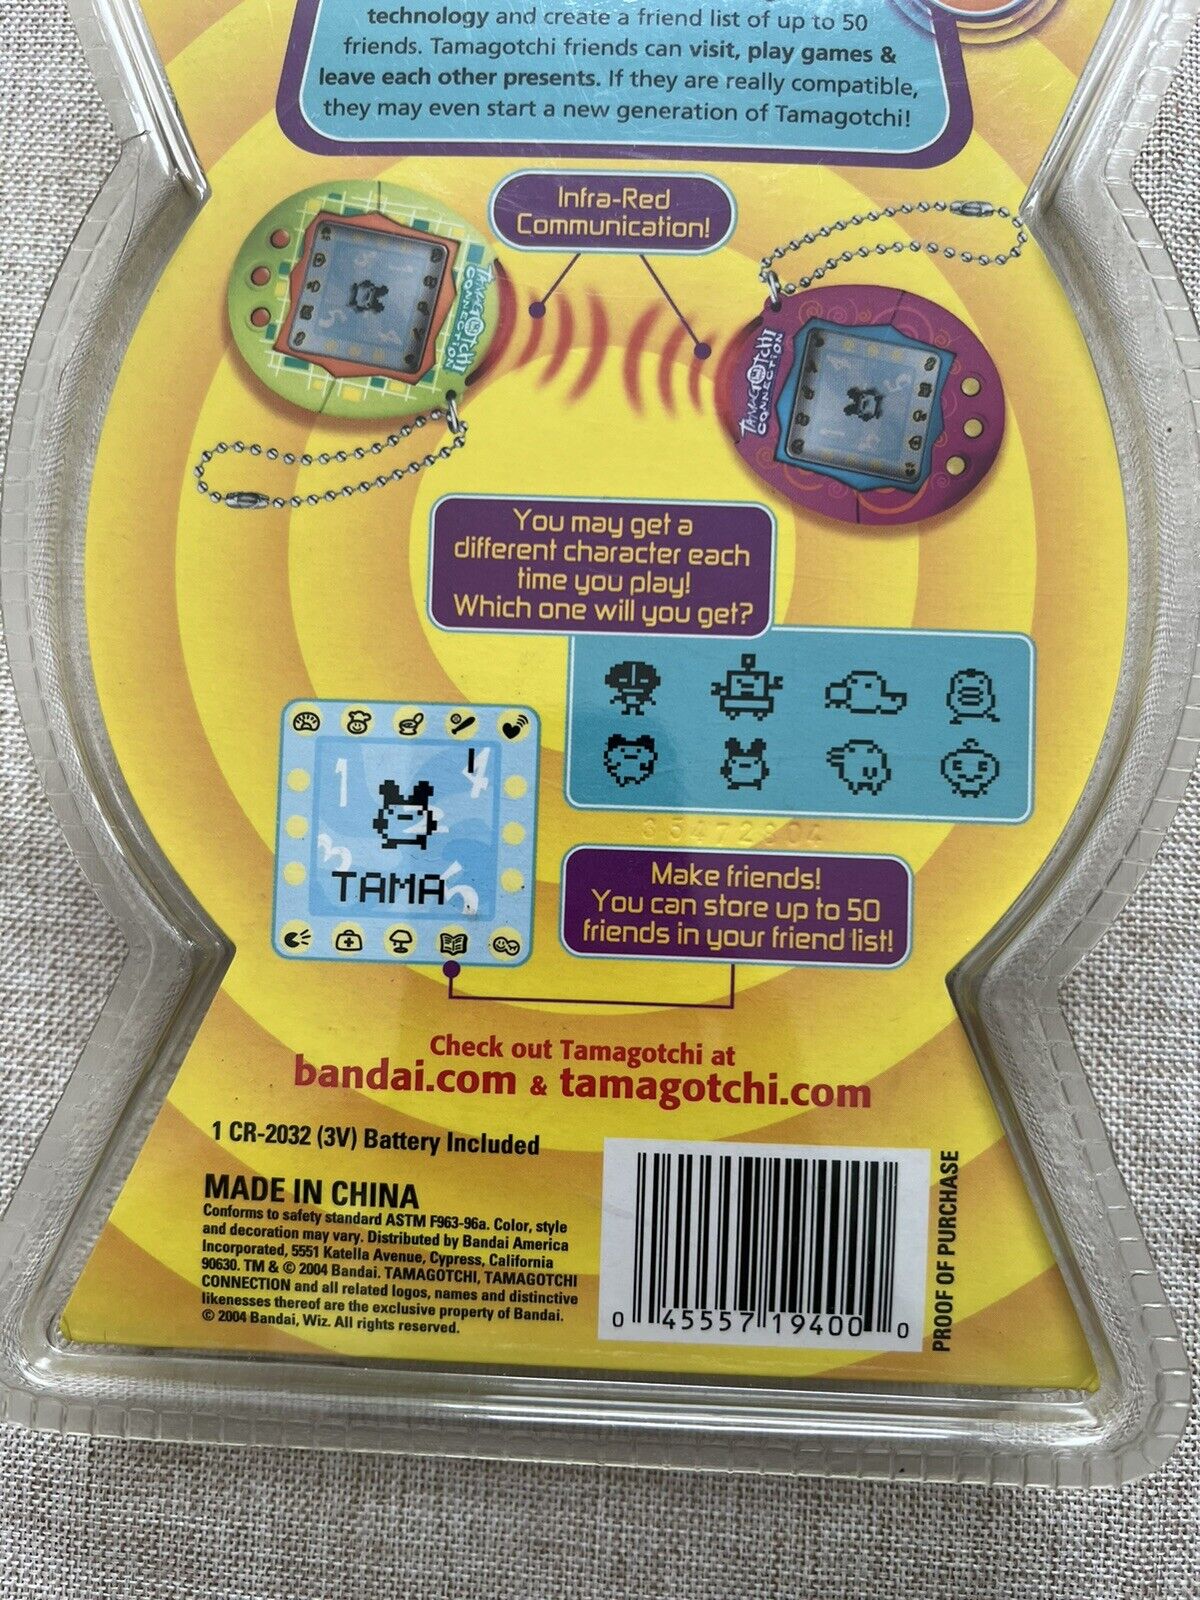 technology and create a friend list of up to 50
friends. Tamagotchi friends can visit, play games &
leave each other presents. If they are really compatible,
they may even start a new generation of Tamagotchi!
Infra-Red
Communication!
TAMAGOTCHI
CONNECTION
TAMAGOTCHI
CONNECTION
You may get a
different character each
time you play!
Which one will you get?
1
4
2
3
5
TAMA
35472804
Make friends!
You can store up to 50
friends in your friend list!
Check out Tamagotchi at
bandai.com & tamagotchi.com
1 CR-2032 (3V) Battery Included
MADE IN CHINA
Conforms to safety standard ASTM F963-96a. Color, style
and decoration may vary. Distributed by Bandai America
Incorporated, 5551 Katella Avenue, Cypress, California
90630. TM & © 2004 Bandai. TAMAGOTCHI, TAMAGOTCHI
CONNECTION and all related logos, names and distinctive
likenesses thereof are the exclusive property of Bandai.
© 2004 Bandai, Wiz. All rights reserved.
0 45557 19400 0
PROOF OF PURCHASE